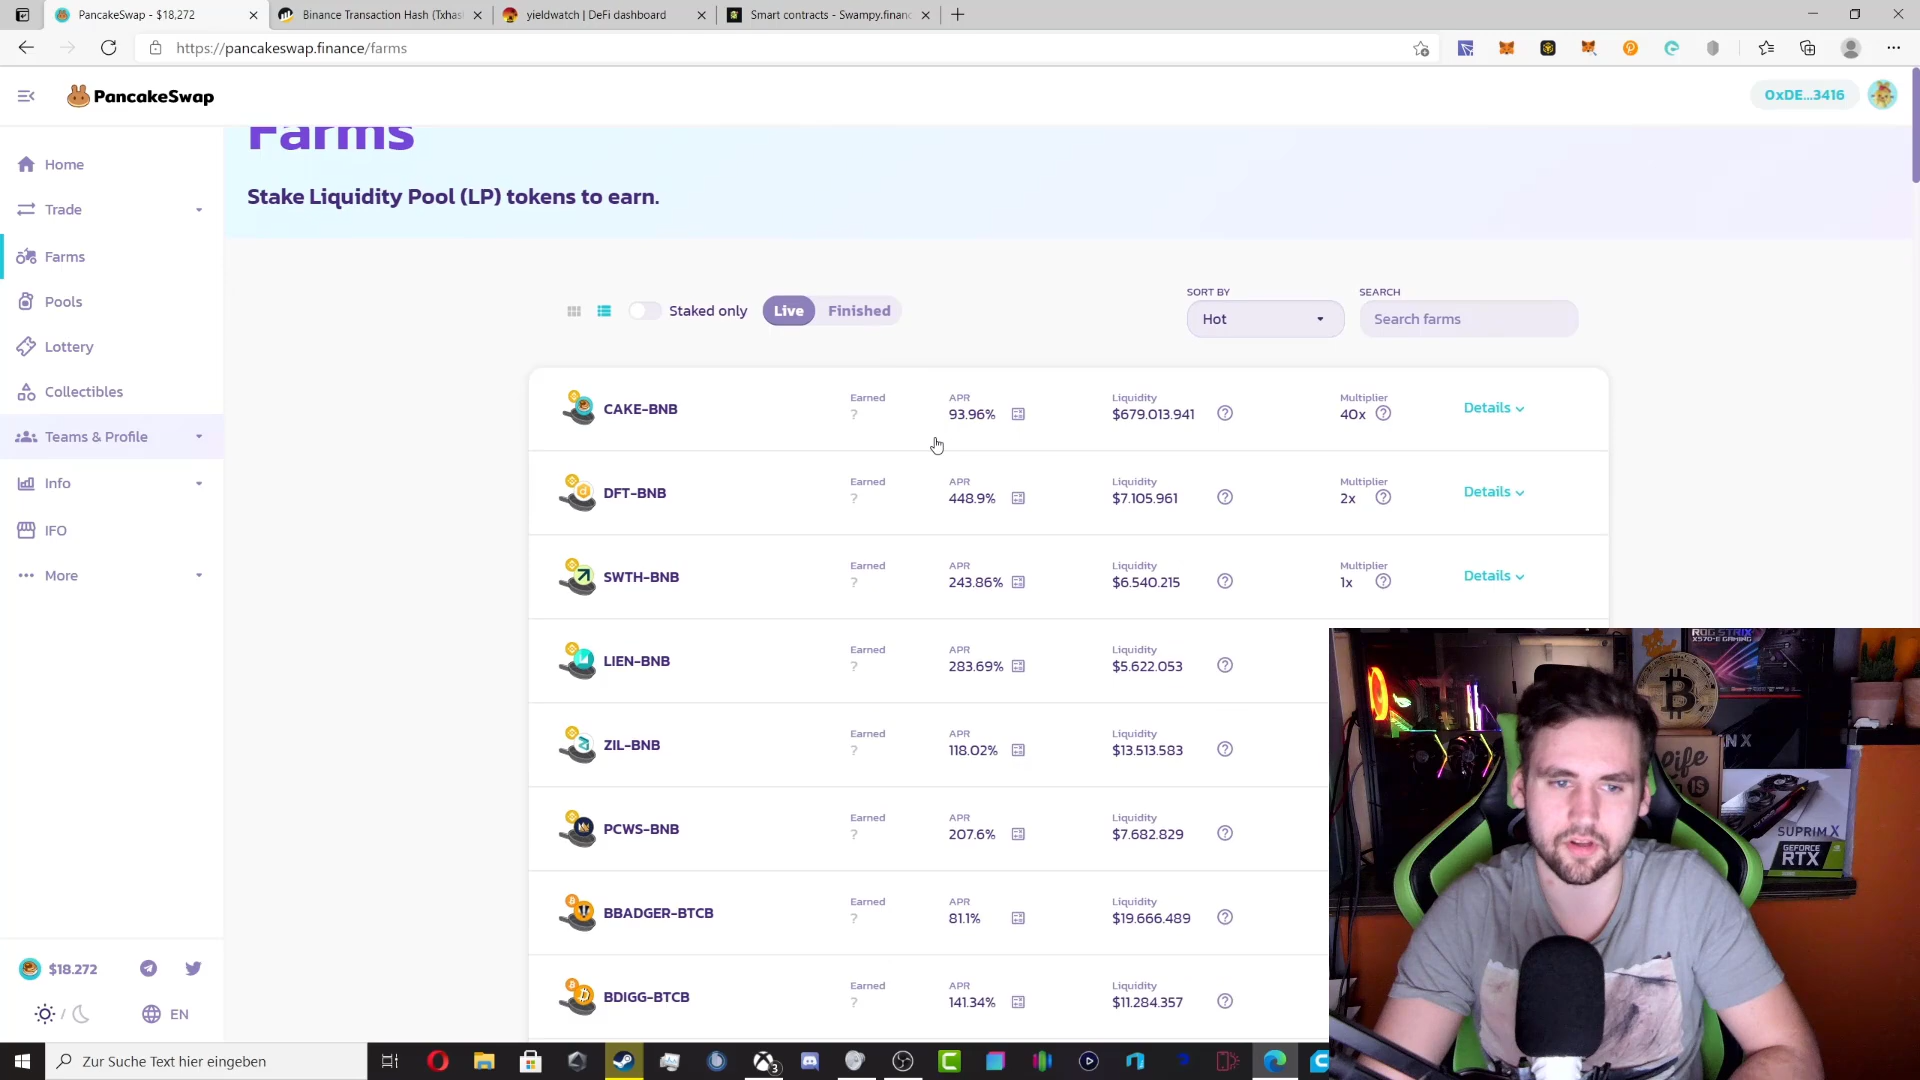 PancakeSwap - $18,272
Binance Transaction Hash (Txhas
yieldwatch | DeFi dashboard
Smart contracts - Swampy.financ
https://pancakeswap.finance/farms
PancakeSwap
0xDE...3416
Farms
Stake Liquidity Pool (LP) tokens to earn.
Home
Trade
Farms
Pools
Lottery
Collectibles
Teams & Profile
Info
IFO
More
$18.272
EN
Staked only
Live
Finished
SORT BY
Hot
SEARCH
Search farms
CAKE-BNB
Earned
?
APR
93.96%
Liquidity
$679.013.941
Multiplier
40x
Details
DFT-BNB
Earned
?
APR
448.9%
Liquidity
$7.105.961
Multiplier
2x
Details
SWTH-BNB
Earned
?
APR
243.86%
Liquidity
$6.540.215
Multiplier
1x
Details
LIEN-BNB
Earned
?
APR
283.69%
Liquidity
$5.622.053
ZIL-BNB
Earned
?
APR
118.02%
Liquidity
$13.513.583
PCWS-BNB
Earned
?
APR
207.6%
Liquidity
$7.682.829
BBADGER-BTCB
Earned
?
APR
81.1%
Liquidity
$19.666.489
BDIGG-BTCB
Earned
?
APR
141.34%
Liquidity
$11.284.357
ROG STRIX
X570-E GAMING
SUPRIM X
GEFORCE
RTX
Zur Suche Text hier eingeben
3